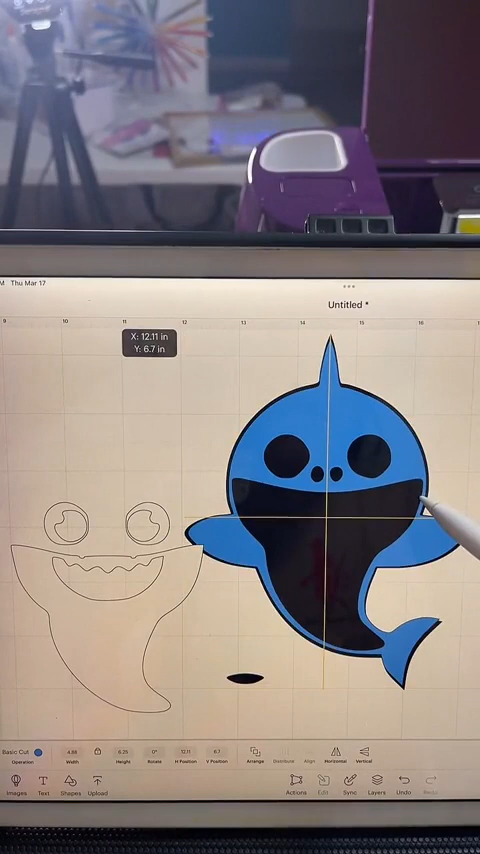 M Thu Mar 17
Untitled *
9 10 11 12 13 14 15 16
X: 12.11 in
Y: 6.7 in
Basic Cut 4.88 6.25 0° 12.11 6.7
Operation Width Height Rotate H Position V Position Arrange Distribute Align Horizontal Vertical
Images Text Shapes Upload Actions Edit Sync Layers Undo Redo